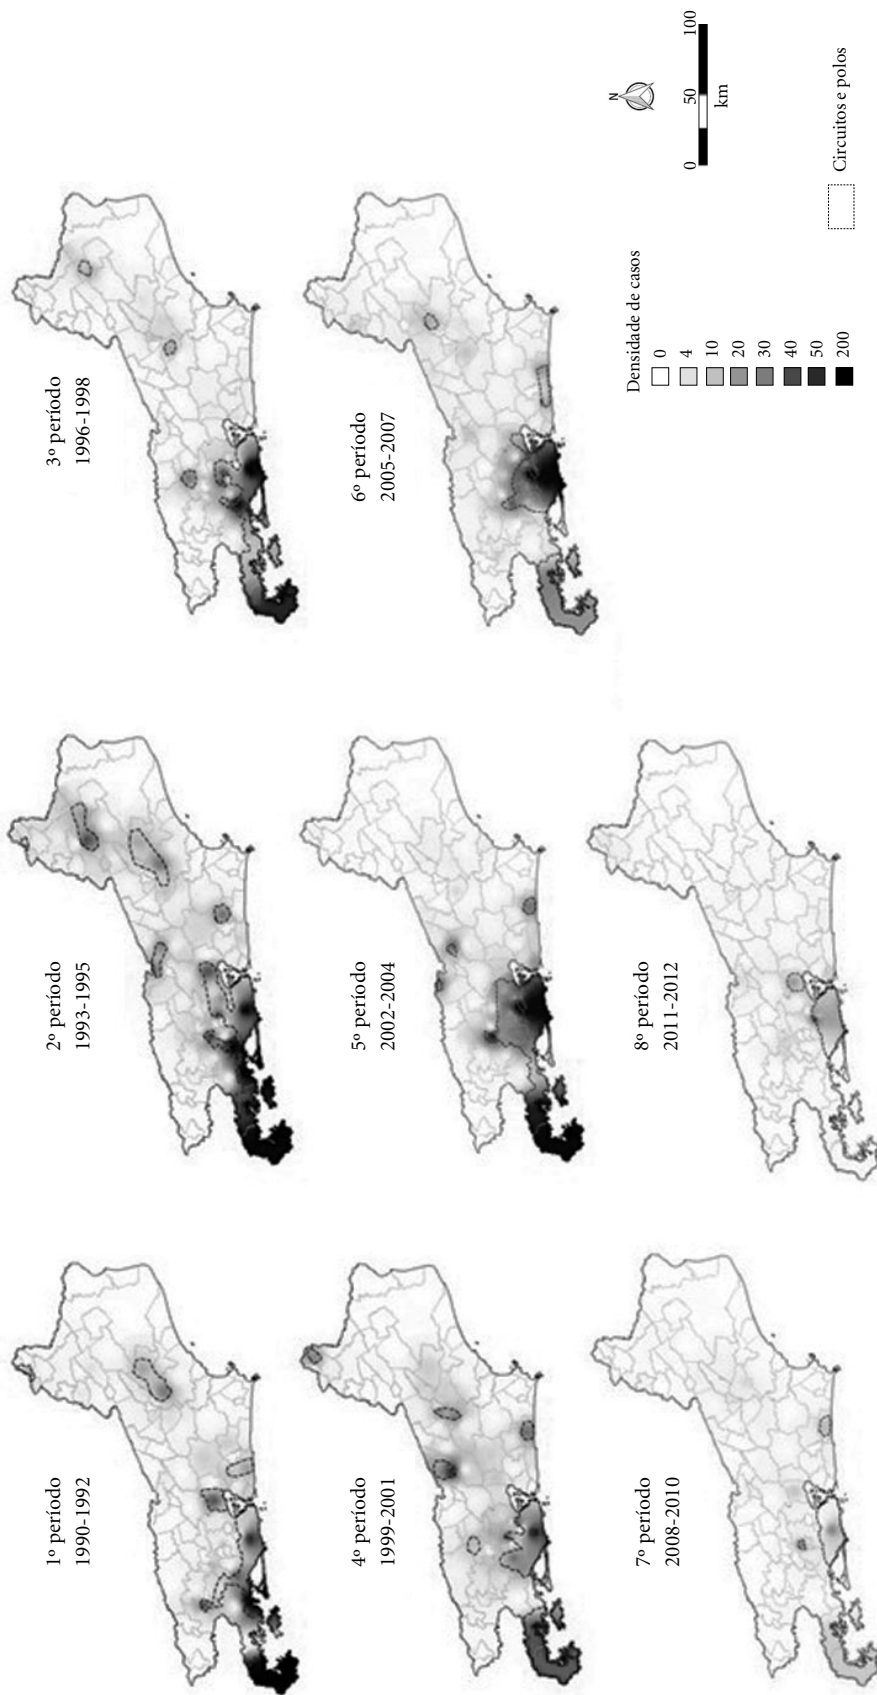 1º período
1990-1992
2º período
1993-1995
3º período
1996-1998
4º período
1999-2001
5º período
2002-2004
6º período
2005-2007
7º período
2008-2010
8º período
2011-2012
Densidade de casos
0
4
10
20
30
40
50
200
N
0 50 100
km
Circuitos e polos